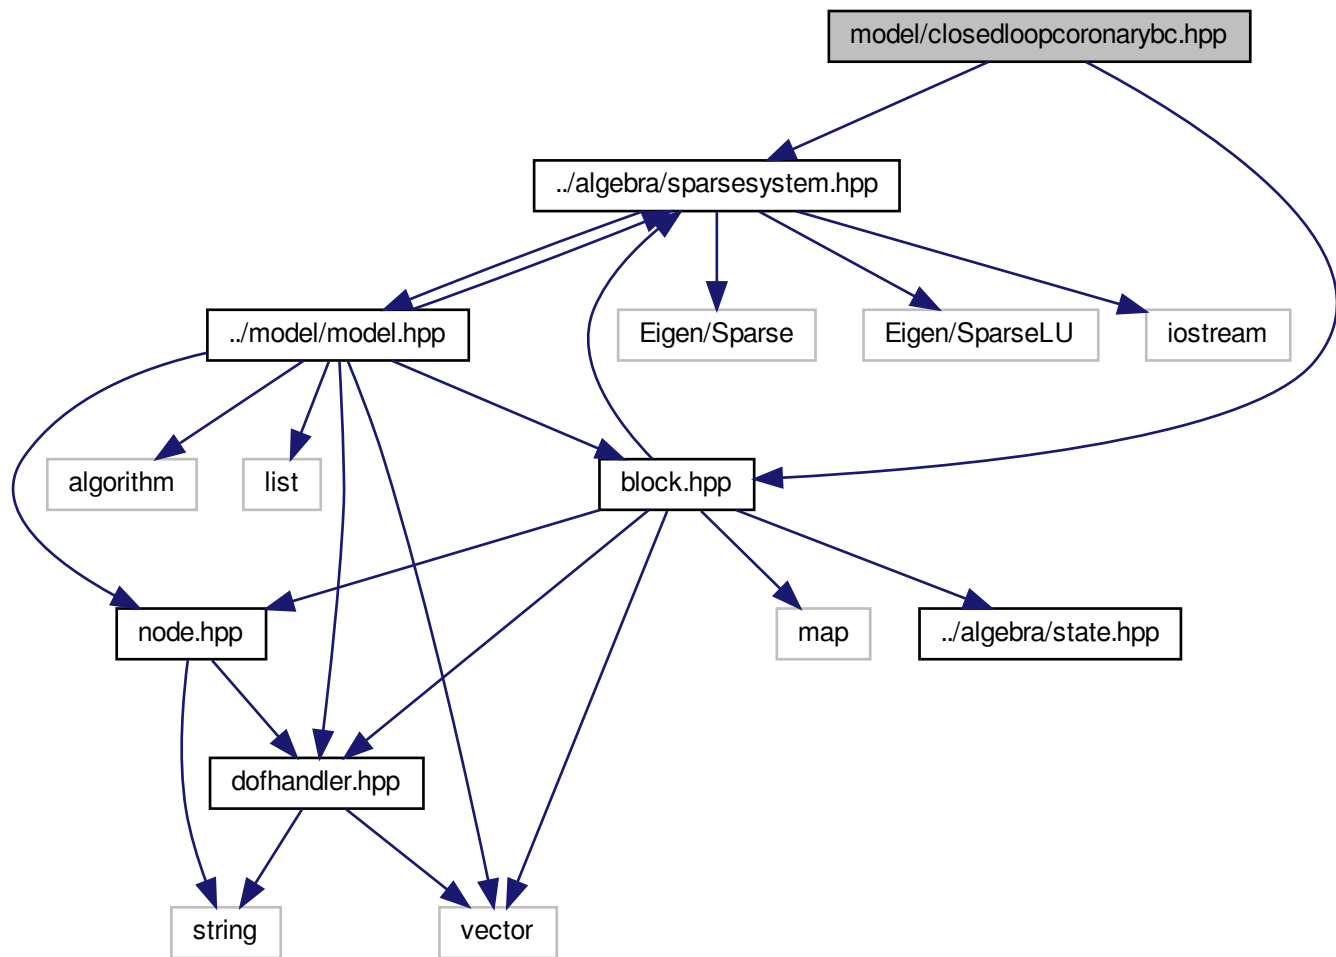 model/closedloopcoronarybc.hpp
../algebra/sparsesystem.hpp
../model/model.hpp
Eigen/Sparse
Eigen/SparseLU
iostream
algorithm
list
block.hpp
node.hpp
map
../algebra/state.hpp
dofhandler.hpp
string
vector